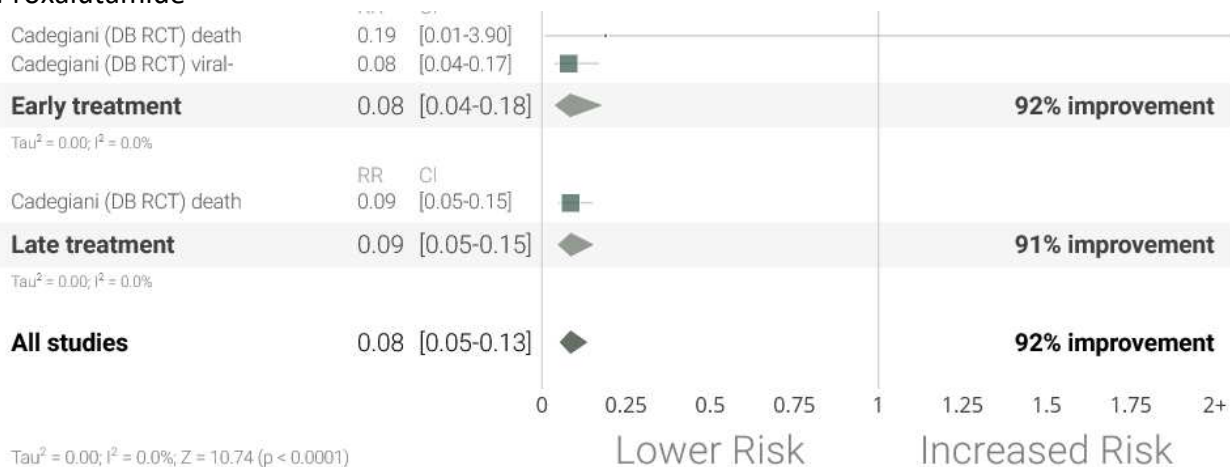 Cadegiani (DB RCT) death 0.19 [0.01-3.90]
Cadegiani (DB RCT) viral- 0.08 [0.04-0.17]
Early treatment 0.08 [0.04-0.18] 92% improvement
Tau² = 0.00; I² = 0.0%
RR CI
Cadegiani (DB RCT) death 0.09 [0.05-0.15]
Late treatment 0.09 [0.05-0.15] 91% improvement
Tau² = 0.00; I² = 0.0%
All studies 0.08 [0.05-0.13] 92% improvement
0 0.25 0.5 0.75 1 1.25 1.5 1.75 2+
Tau² = 0.00; I² = 0.0%; Z = 10.74 (p < 0.0001) Lower Risk Increased Risk